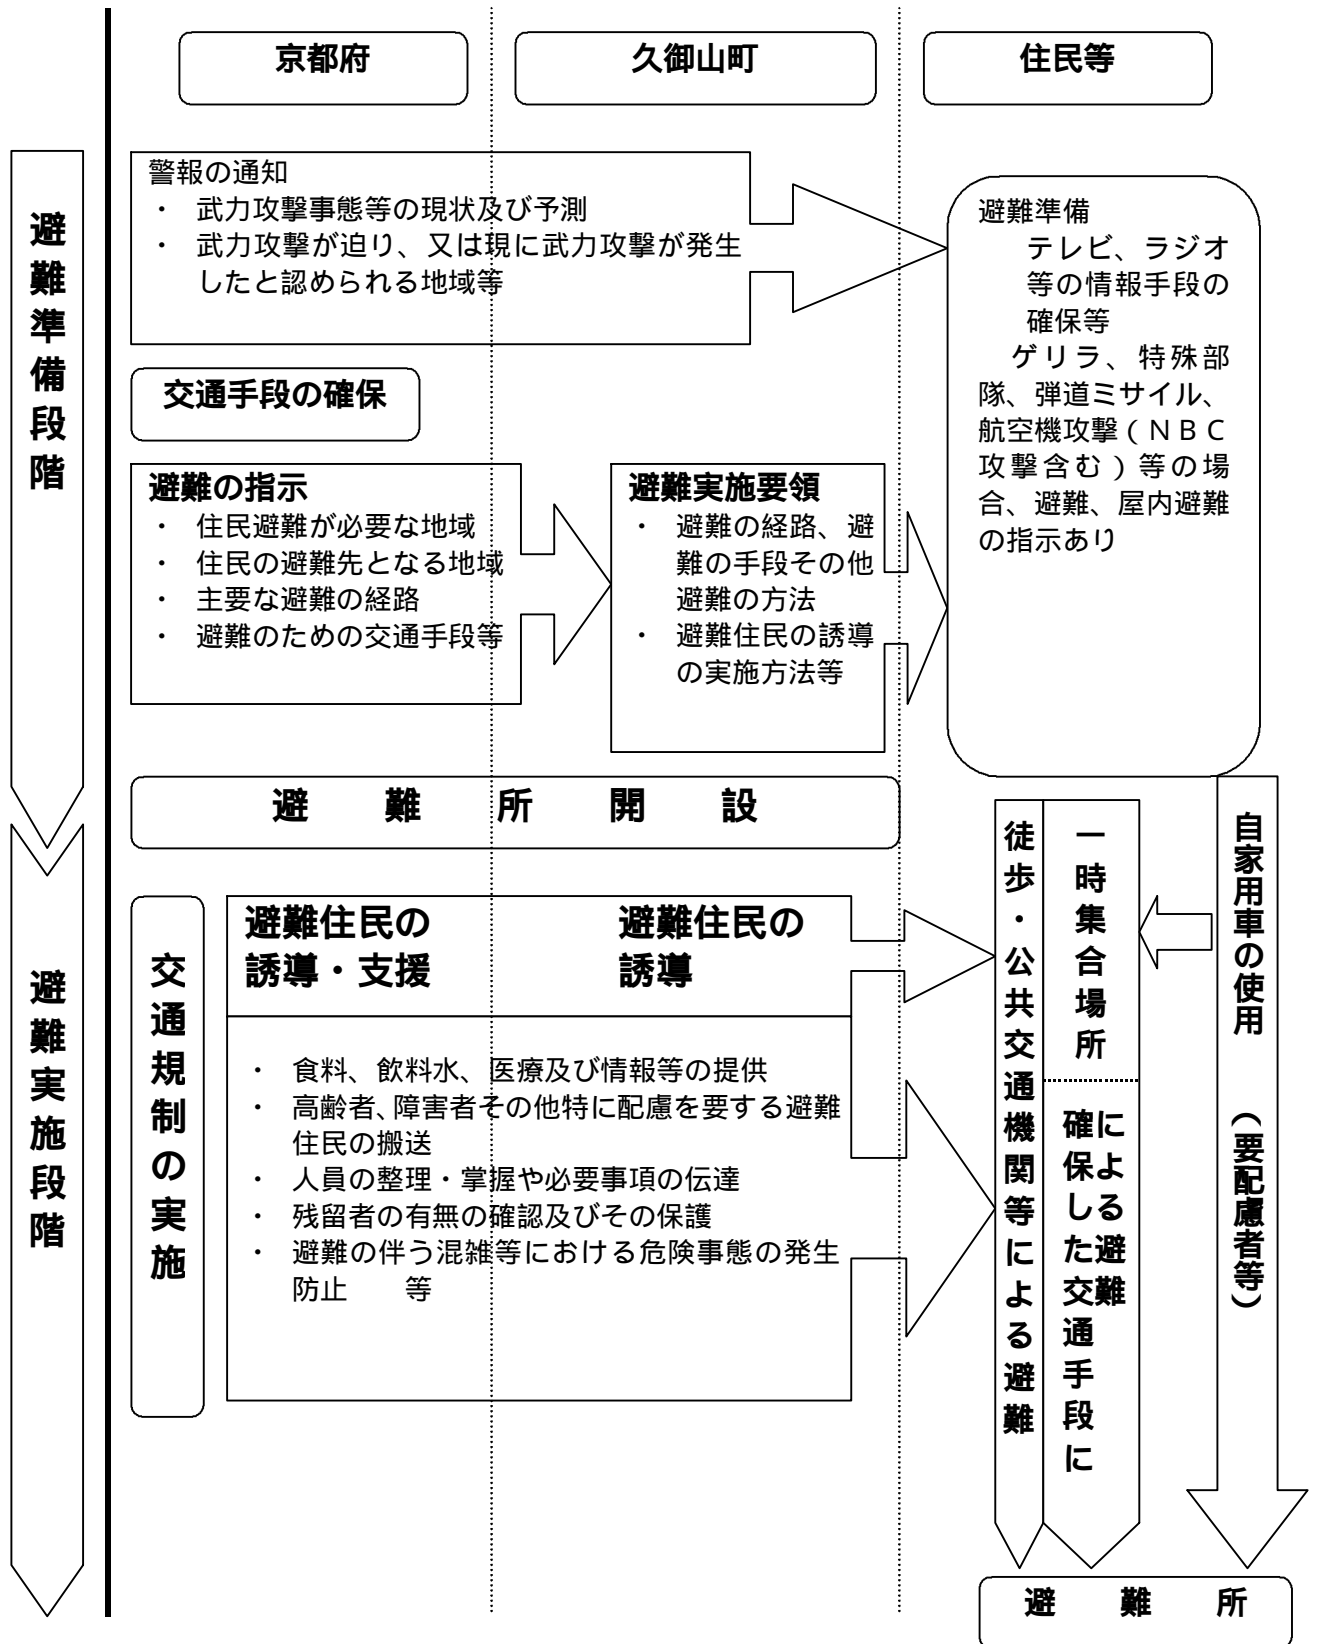 京都府
久御山町
住民等
避難準備段階
警報の通知
・ 武力攻撃事態等の現状及び予測
・ 武力攻撃が迫り、又は現に武力攻撃が発生
したと認められる地域等
避難準備
テレビ、ラジオ
等の情報手段の
確保等
ゲリラ、特殊部
隊、弾道ミサイル、
航空機攻撃（ＮＢＣ
攻撃含む）等の場
合、避難、屋内避難
の指示あり
交通手段の確保
避難の指示
・ 住民避難が必要な地域
・ 住民の避難先となる地域
・ 主要な避難の経路
・ 避難のための交通手段等
避難実施要領
・ 避難の経路、避
難の手段その他
避難の方法
・ 避難住民の誘導
の実施方法等
避難所開設
避難実施段階
交通規制の実施
避難住民の
誘導・支援
避難住民の
誘導
・ 食料、飲料水、医療及び情報等の提供
・ 高齢者、障害者その他特に配慮を要する避難
住民の搬送
・ 人員の整理・掌握や必要事項の伝達
・ 残留者の有無の確認及びその保護
・ 避難の伴う混雑等における危険事態の発生
防止　　等
徒歩・公共交通機関等による避難
一時集合場所
確保した交通手段に
による避難
自家用車の使用　（要配慮者等）
避難所